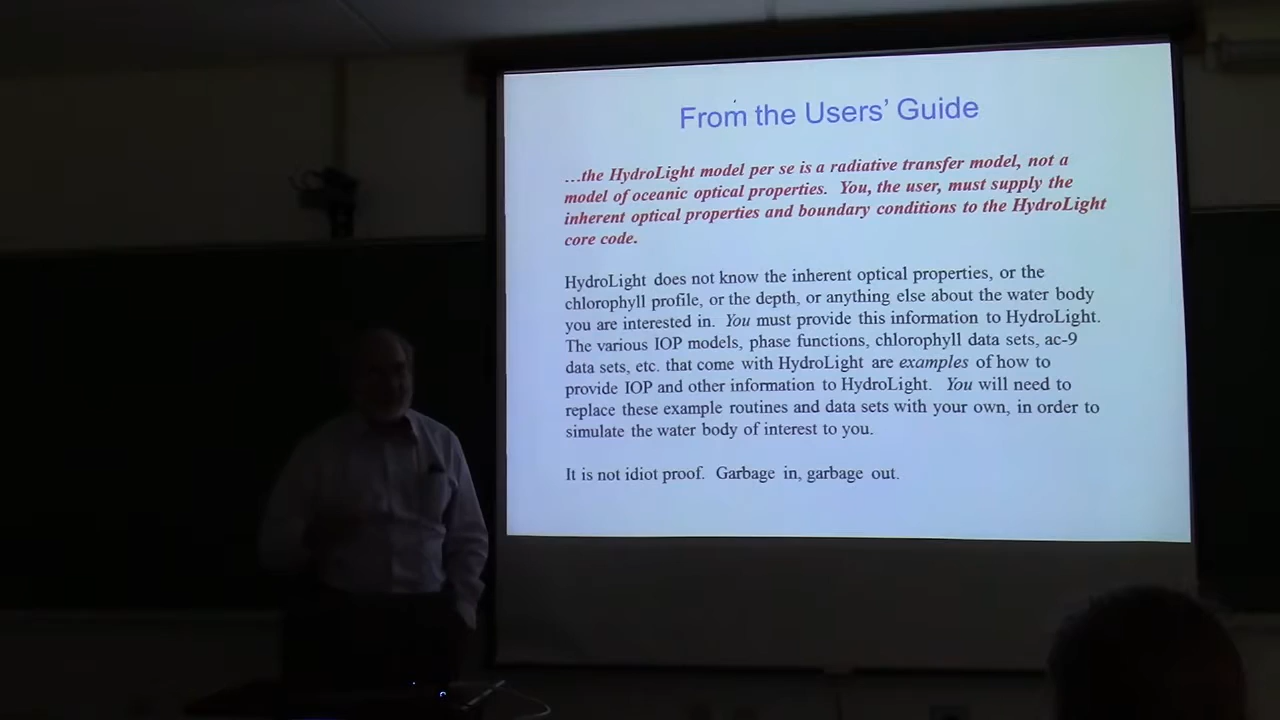 From the Users' Guide
…the HydroLight model per se is a radiative transfer model, not a
model of oceanic optical properties. You, the user, must supply the
inherent optical properties and boundary conditions to the HydroLight
core code.
HydroLight does not know the inherent optical properties, or the
chlorophyll profile, or the depth, or anything else about the water body
you are interested in. You must provide this information to HydroLight.
The various IOP models, phase functions, chlorophyll data sets, ac-9
data sets, etc. that come with HydroLight are examples of how to
provide IOP and other information to HydroLight. You will need to
replace these example routines and data sets with your own, in order to
simulate the water body of interest to you.
It is not idiot proof. Garbage in, garbage out.